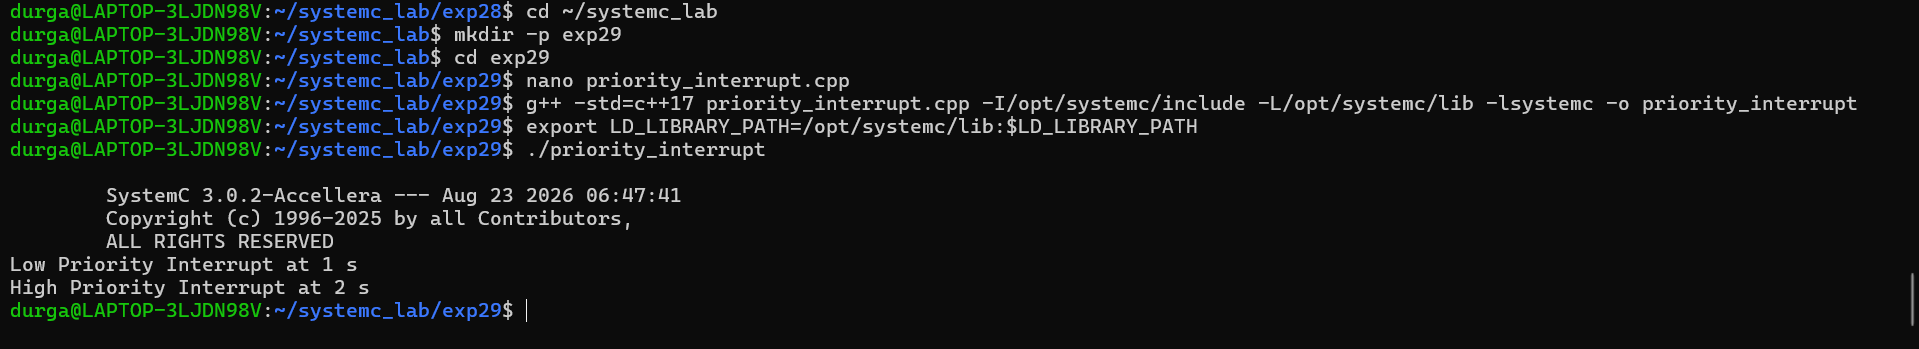 durga@LAPTOP-3LJDN98V:~/systemc_lab/exp28$ cd ~/systemc_lab
durga@LAPTOP-3LJDN98V:~/systemc_lab$ mkdir -p exp29
durga@LAPTOP-3LJDN98V:~/systemc_lab$ cd exp29
durga@LAPTOP-3LJDN98V:~/systemc_lab/exp29$ nano priority_interrupt.cpp
durga@LAPTOP-3LJDN98V:~/systemc_lab/exp29$ g++ -std=c++17 priority_interrupt.cpp -I/opt/systemc/include -L/opt/systemc/lib -lsystemc -o priority_interrupt
durga@LAPTOP-3LJDN98V:~/systemc_lab/exp29$ export LD_LIBRARY_PATH=/opt/systemc/lib:$LD_LIBRARY_PATH
durga@LAPTOP-3LJDN98V:~/systemc_lab/exp29$ ./priority_interrupt
SystemC 3.0.2-Accellera --- Aug 23 2026 06:47:41
Copyright (c) 1996-2025 by all Contributors,
ALL RIGHTS RESERVED
Low Priority Interrupt at 1 s
High Priority Interrupt at 2 s
durga@LAPTOP-3LJDN98V:~/systemc_lab/exp29$